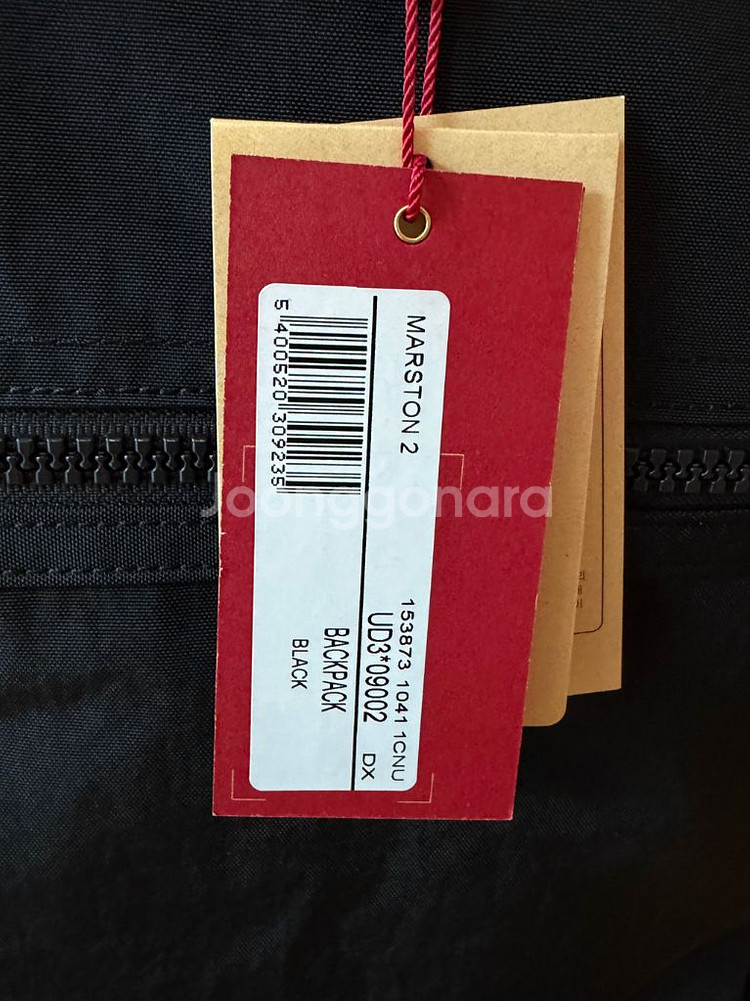 MARSTON 2
5 400520 309235
153873 1041 1CNU
UD3*09002 DX
BACKPACK
BLACK
Joonggonara